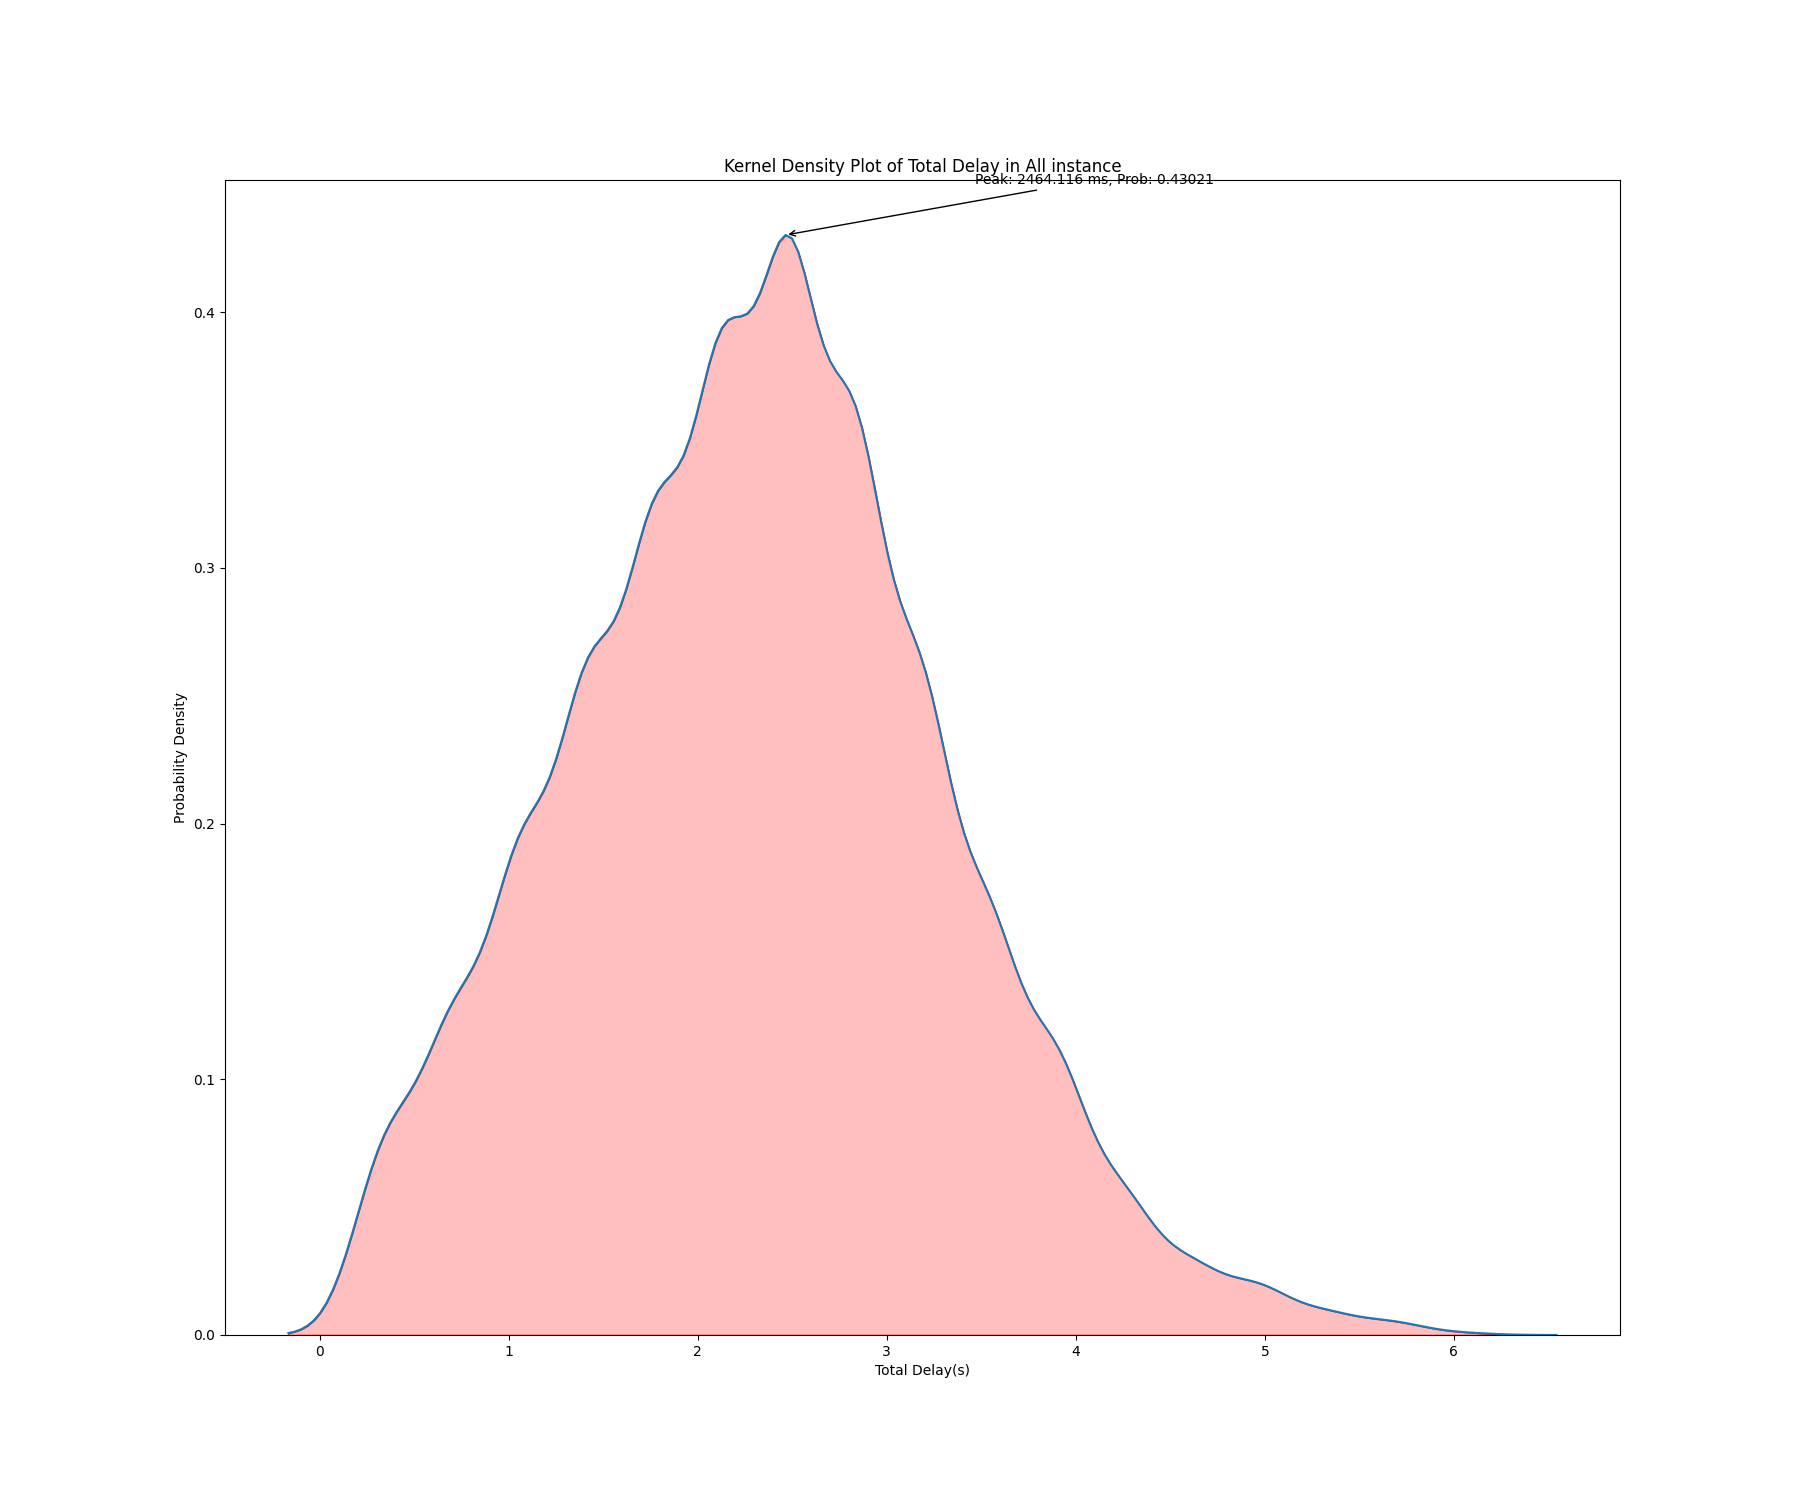 Kernel Density Plot of Total Delay in All instance
Peak: 2464.116 ms, Prob: 0.43021
0.4
0.3
0.2
0.1
0.0
Probability Density
0 1 2 3 4 5 6
Total Delay(s)